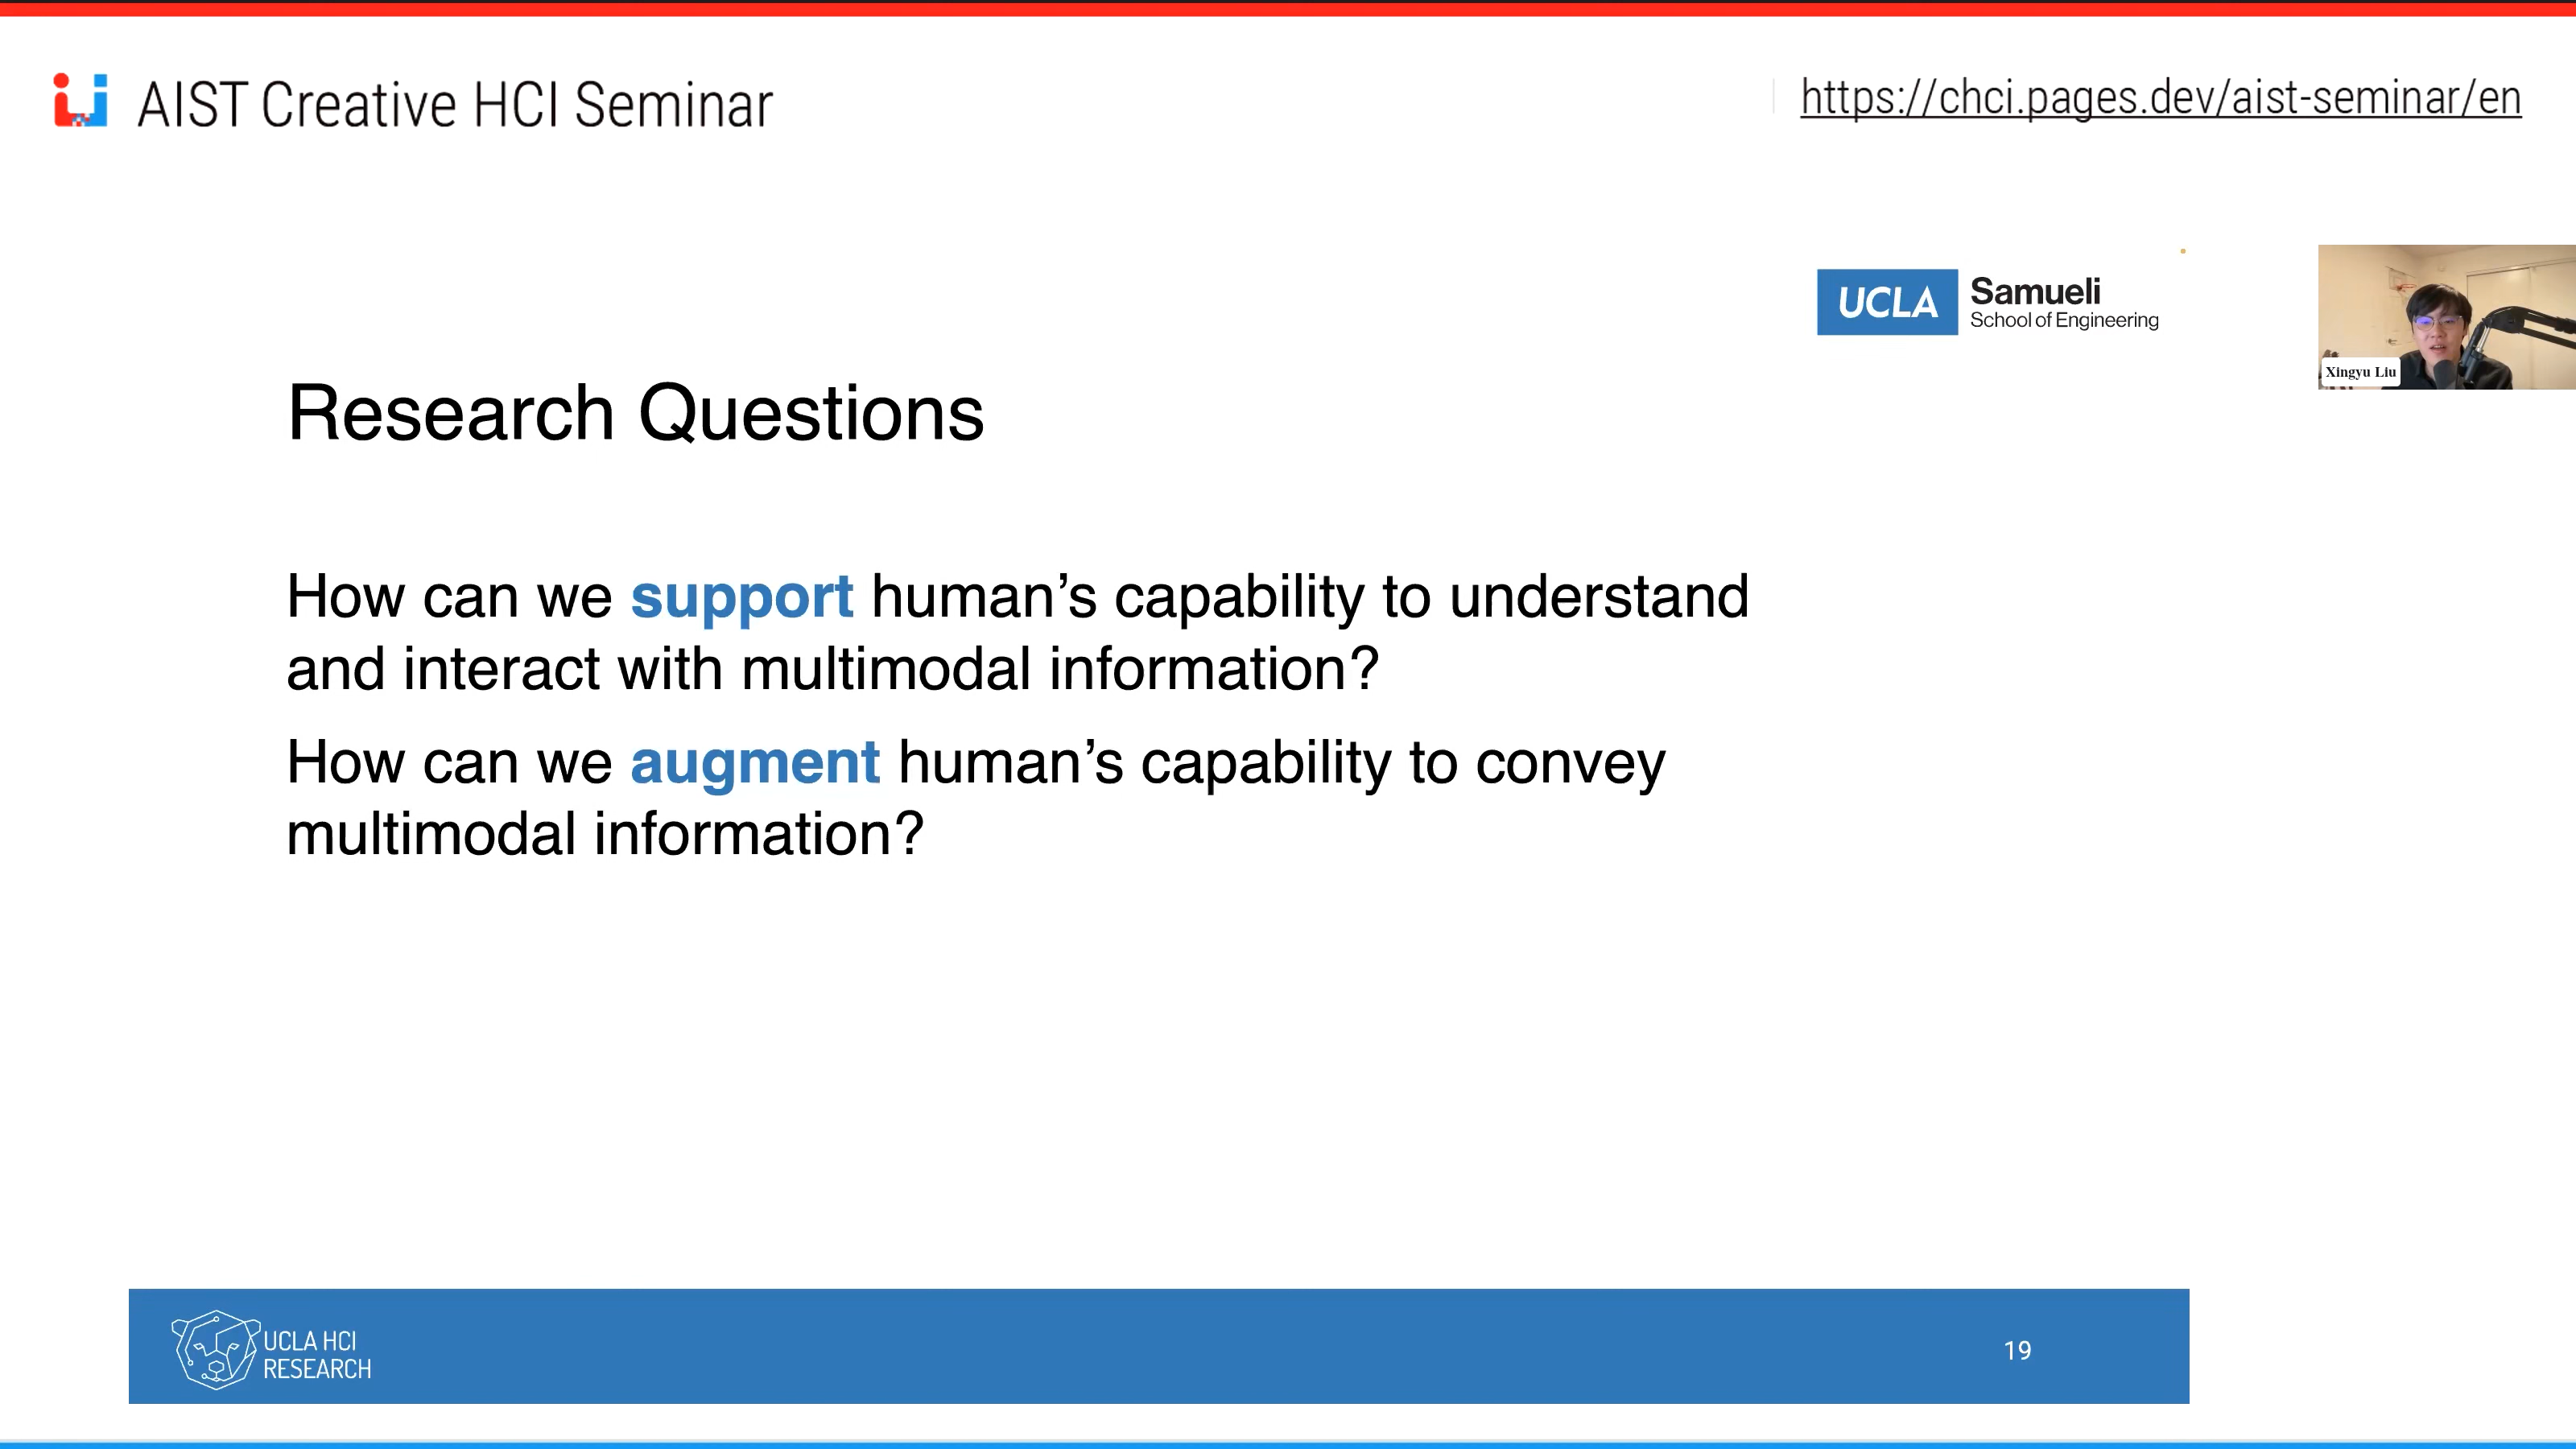 AIST Creative HCI Seminar
https://chci.pages.dev/aist-seminar/en
UCLA Samueli
School of Engineering
Xingyu Liu
Research Questions
How can we support human’s capability to understand
and interact with multimodal information?
How can we augment human’s capability to convey
multimodal information?
UCLA HCI
RESEARCH
19